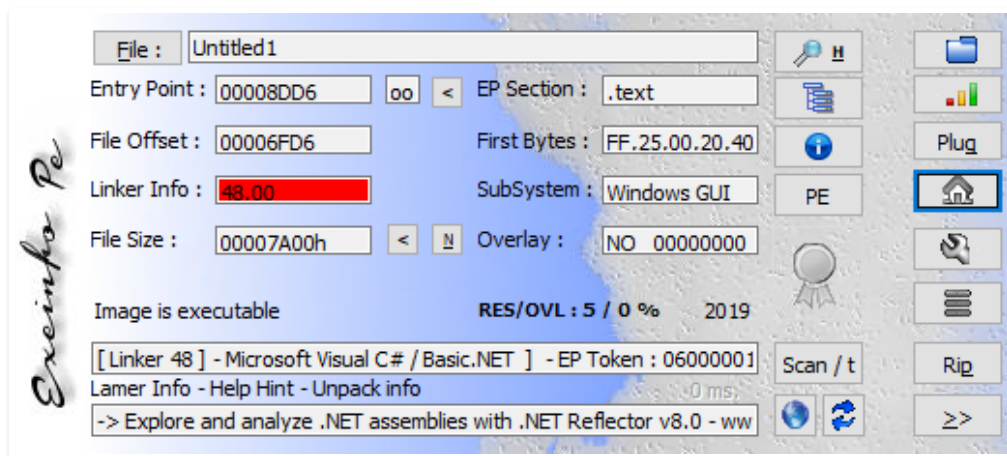 File : Untitled1 H
Entry Point : 00008DD6 oo < EP Section : .text
File Offset : 00006FD6 First Bytes : FF.25.00.20.40 Plug
Linker Info : 48.00 SubSystem : Windows GUI PE
File Size : 00007A00h < N Overlay : NO 00000000
Image is executable RES/OVL : 5 / 0 % 2019
[ Linker 48 ] - Microsoft Visual C# / Basic.NET ] - EP Token : 06000001 Scan / t Rip
Lamer Info - Help Hint - Unpack info -0 ms.
-> Explore and analyze .NET assemblies with .NET Reflector v8.0 - ww >>
Exeinfo Pe